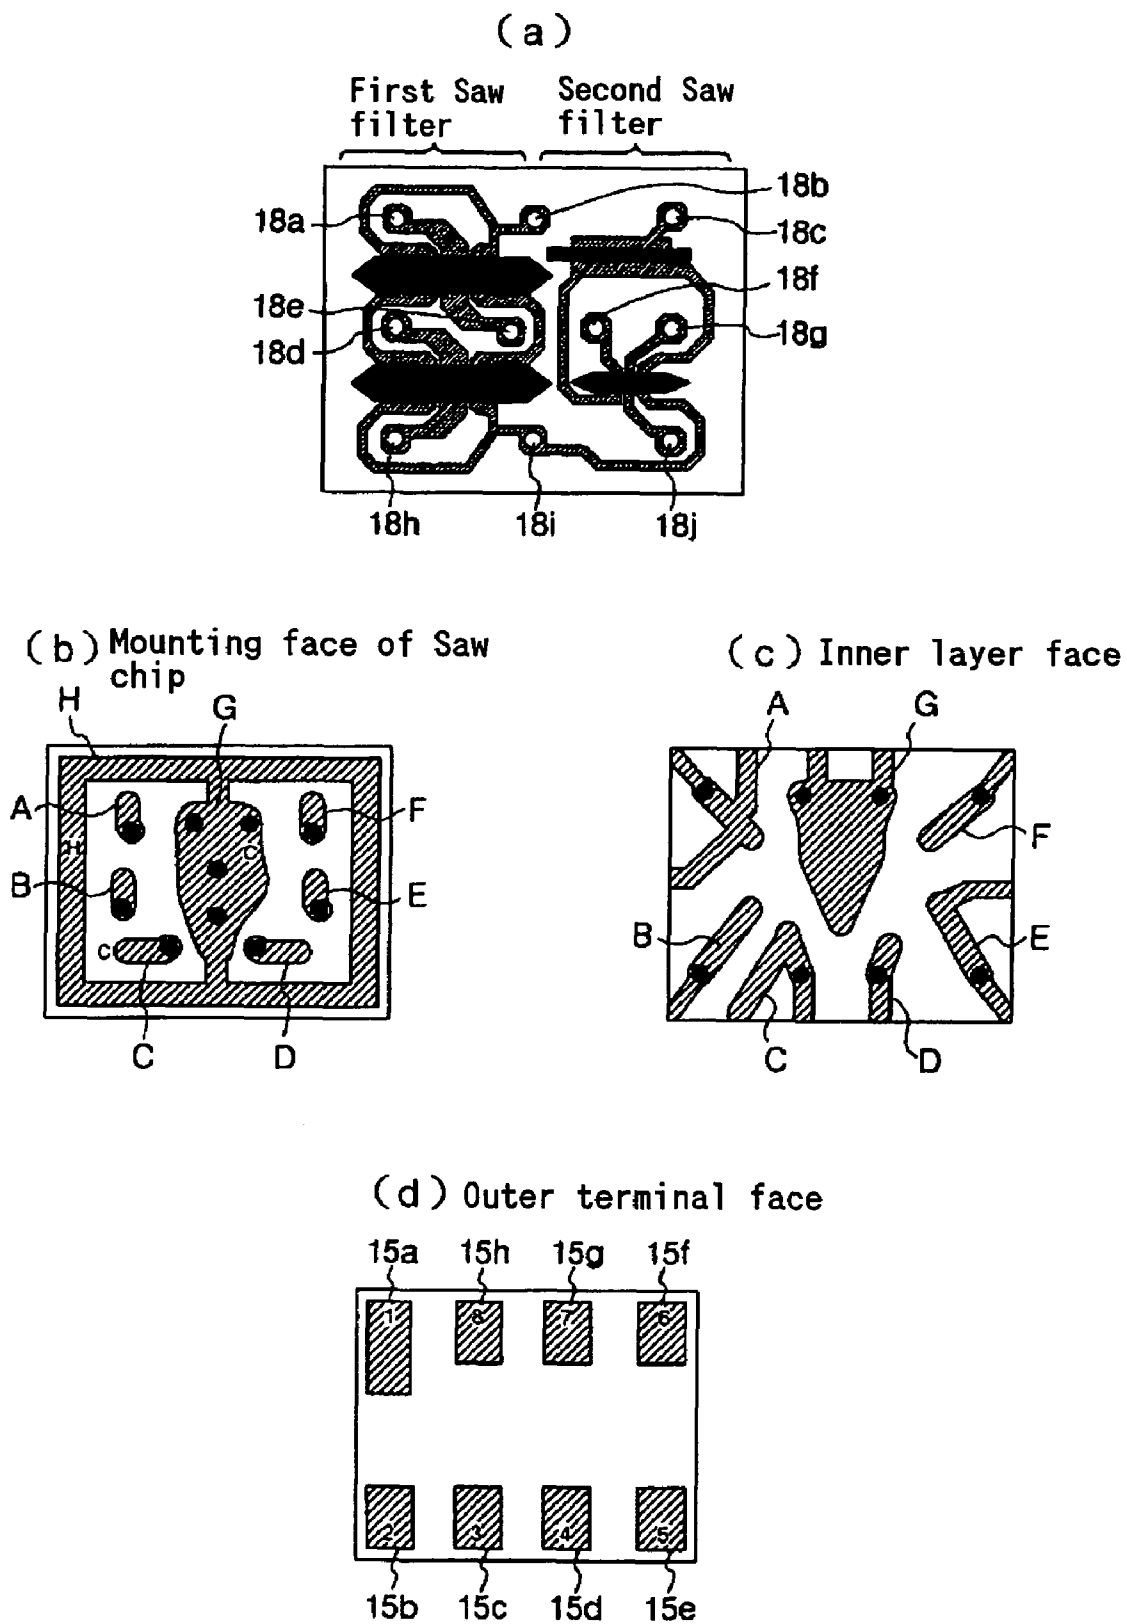 (a)
First Saw
filter
Second Saw
filter
18a
18b
18c
18e
18f
18d
18g
18h
18i
18j
(b) Mounting face of Saw
chip
H
G
A
F
H
C
B
E
C
C
D
(c) Inner layer face
A
G
F
B
E
C
D
(d) Outer terminal face
15a
15h
15g
15f
1
8
7
6
2
3
4
5
15b
15c
15d
15e